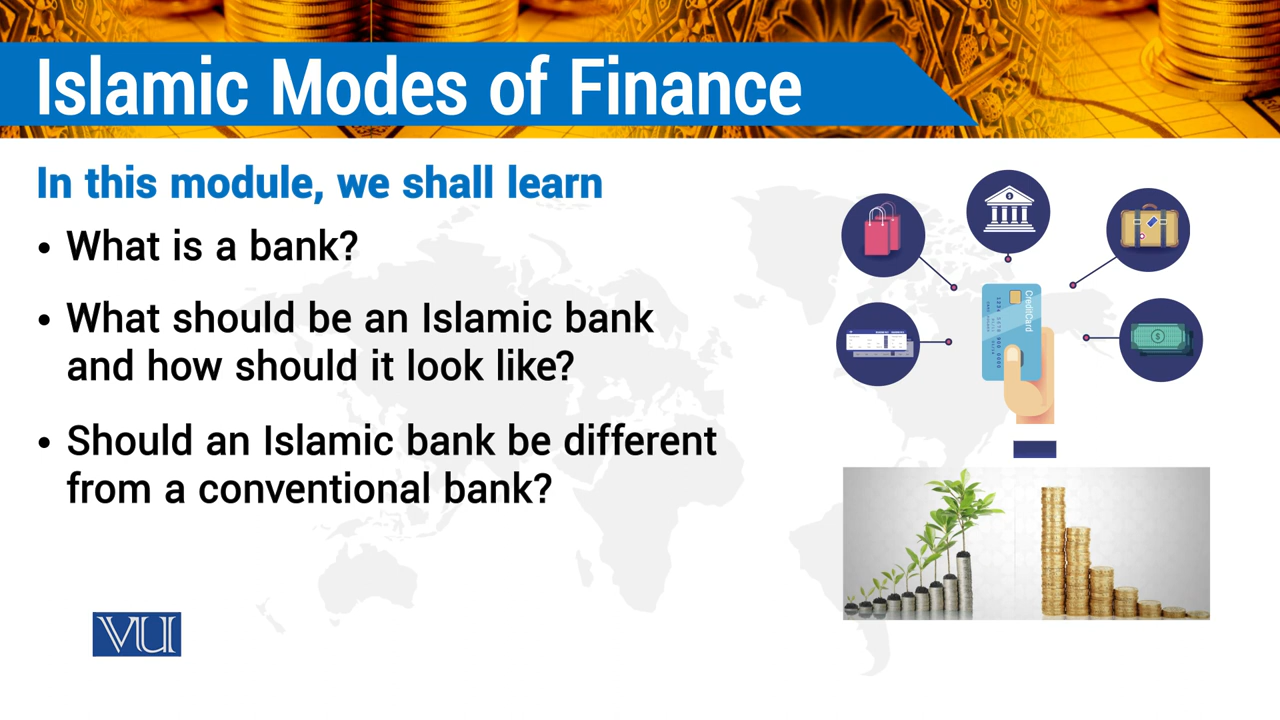 Islamic Modes of Finance
In this module, we shall learn
• What is a bank?
• What should be an Islamic bank
and how should it look like?
• Should an Islamic bank be different
from a conventional bank?
CreditCard
VU